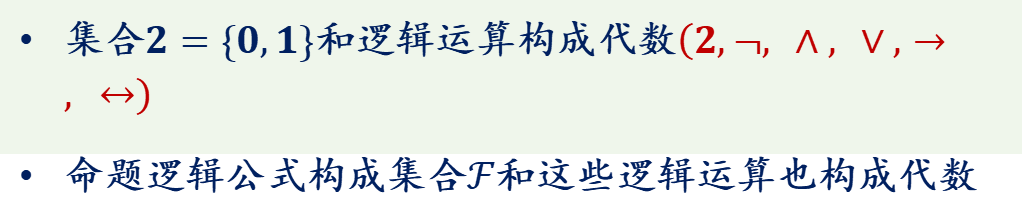 • 集合𝟐 = {𝟎, 𝟏}和逻辑运算构成代数(𝟐, ¬, ∧, ∨, →
, ↔)
• 命题逻辑公式构成集合ℱ和这些逻辑运算也构成代数